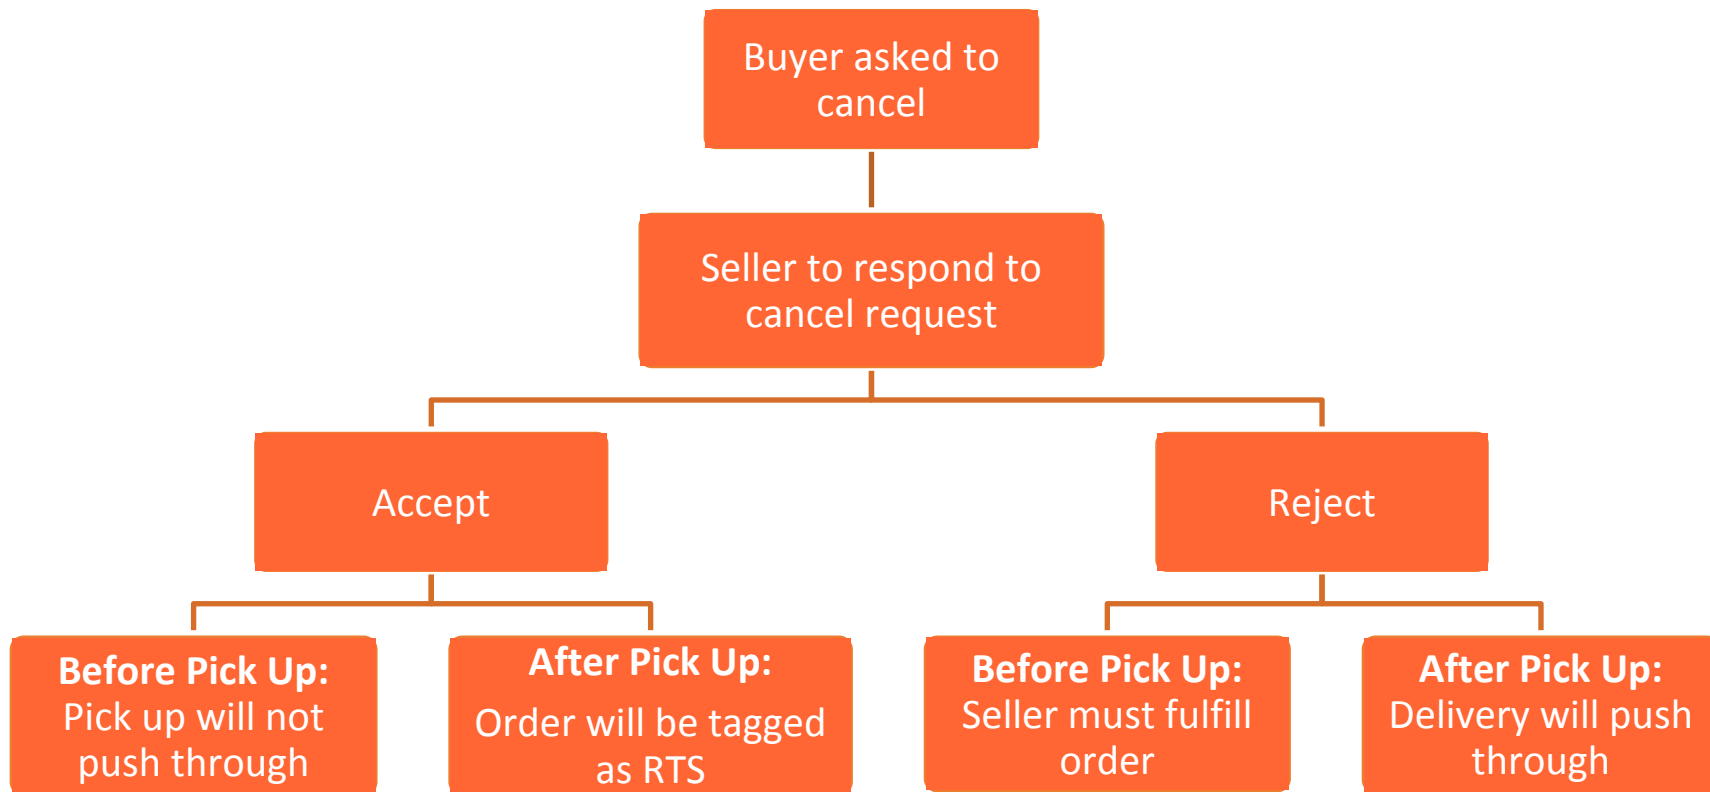 Buyer asked to
cancel
Seller to respond to
cancel request
Accept
Reject
Before Pick Up:
Pick up will not
push through
After Pick Up:
Order will be tagged
as RTS
Before Pick Up:
Seller must fulfill
order
After Pick Up:
Delivery will push
through